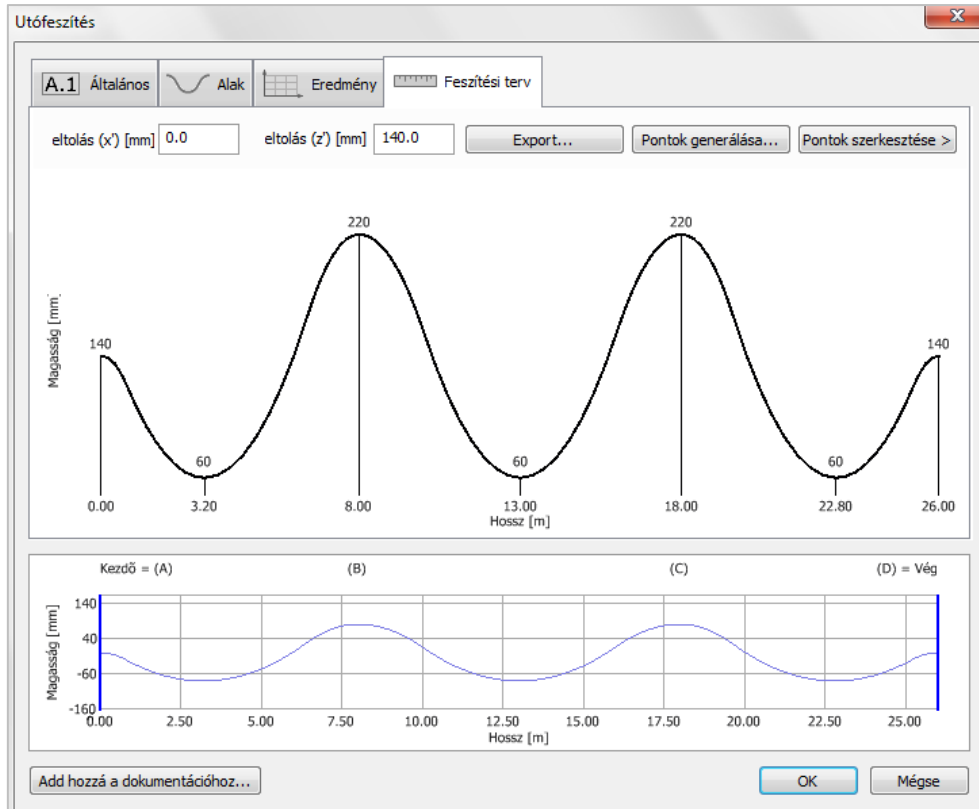 Utófeszítés
A.1 Általános Alak Eredmény Feszítési terv
eltolás (x') [mm] 0.0 eltolás (z') [mm] 140.0 Export... Pontok generálása... Pontok szerkesztése >
220 220
Magasság [mm]
140 140
60 60 60
0.00 3.20 8.00 13.00 18.00 22.80 26.00
Hossz [m]
Kezdő = (A) (B) (C) (D) = Vég
Magasság [mm]
140
40
-60
-160
0.00 2.50 5.00 7.50 10.00 12.50 15.00 17.50 20.00 22.50 25.00
Hossz [m]
Add hozzá a dokumentációhoz... OK Mégse